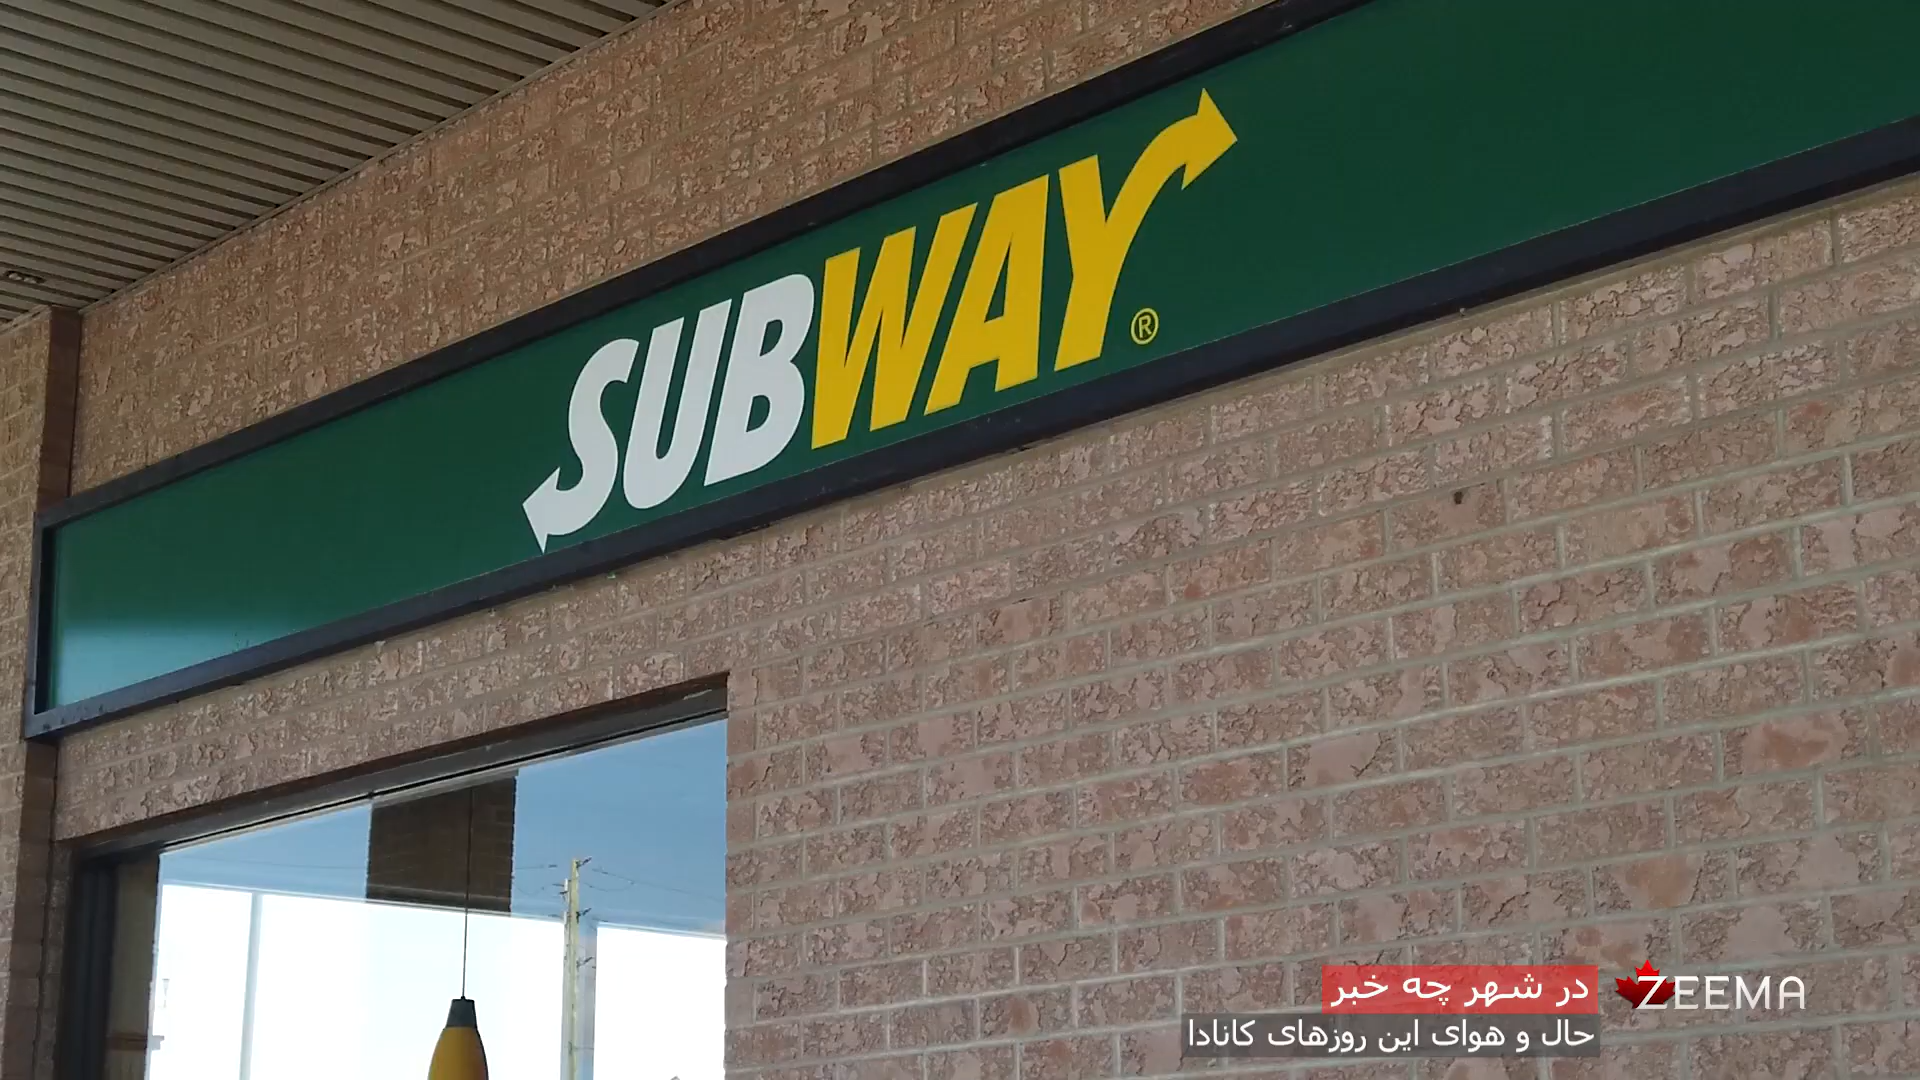 SUBWAY®
در شهر چه خبر
ZEEMA
حال و هوای این روزهای کانادا